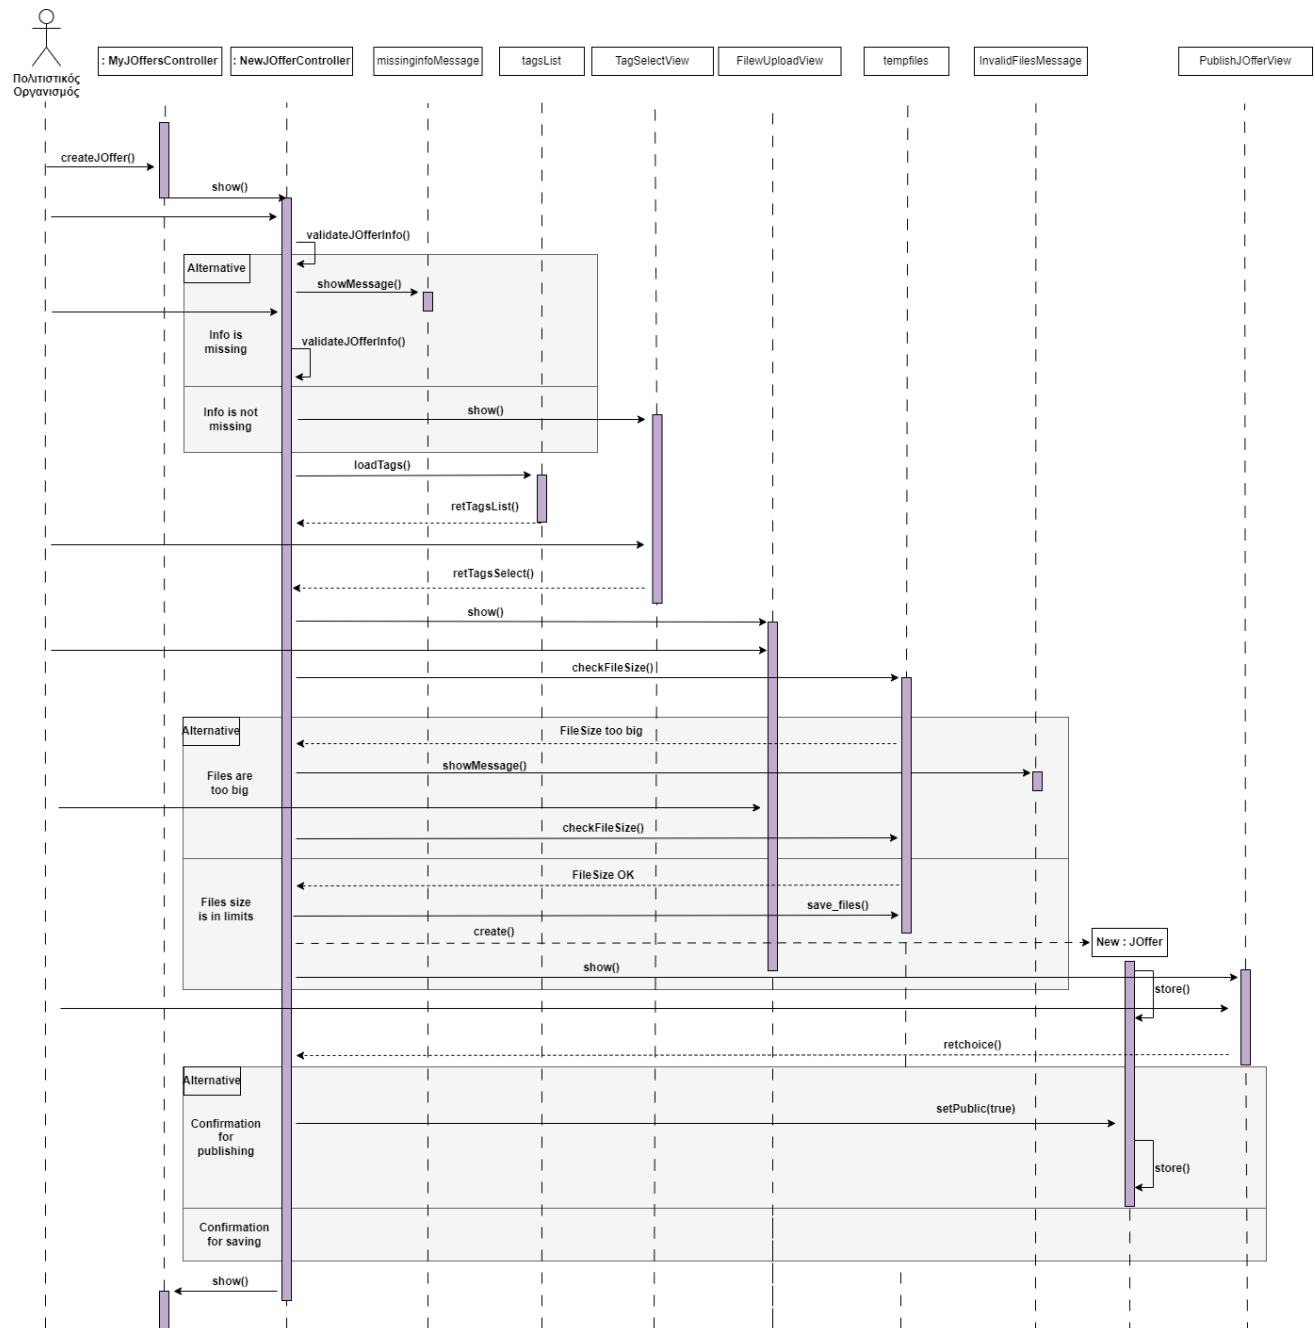 Πολιτιστικός
Οργανισμός
: MyJOffersController
: NewJOfferController
missinginfoMessage
tagsList
TagSelectView
FilewUploadView
tempfiles
InvalidFilesMessage
PublishJOfferView
createJOffer()
show()
validateJOfferInfo()
Alternative
showMessage()
Info is
missing
validateJOfferInfo()
Info is not
missing
show()
loadTags()
retTagsList()
retTagsSelect()
show()
checkFileSize()
Alternative
FileSize too big
Files are
too big
showMessage()
checkFileSize()
FileSize OK
Files size
is in limits
save_files()
create()
New : JOffer
show()
store()
retchoice()
Alternative
Confirmation
for
publishing
setPublic(true)
store()
Confirmation
for saving
show()